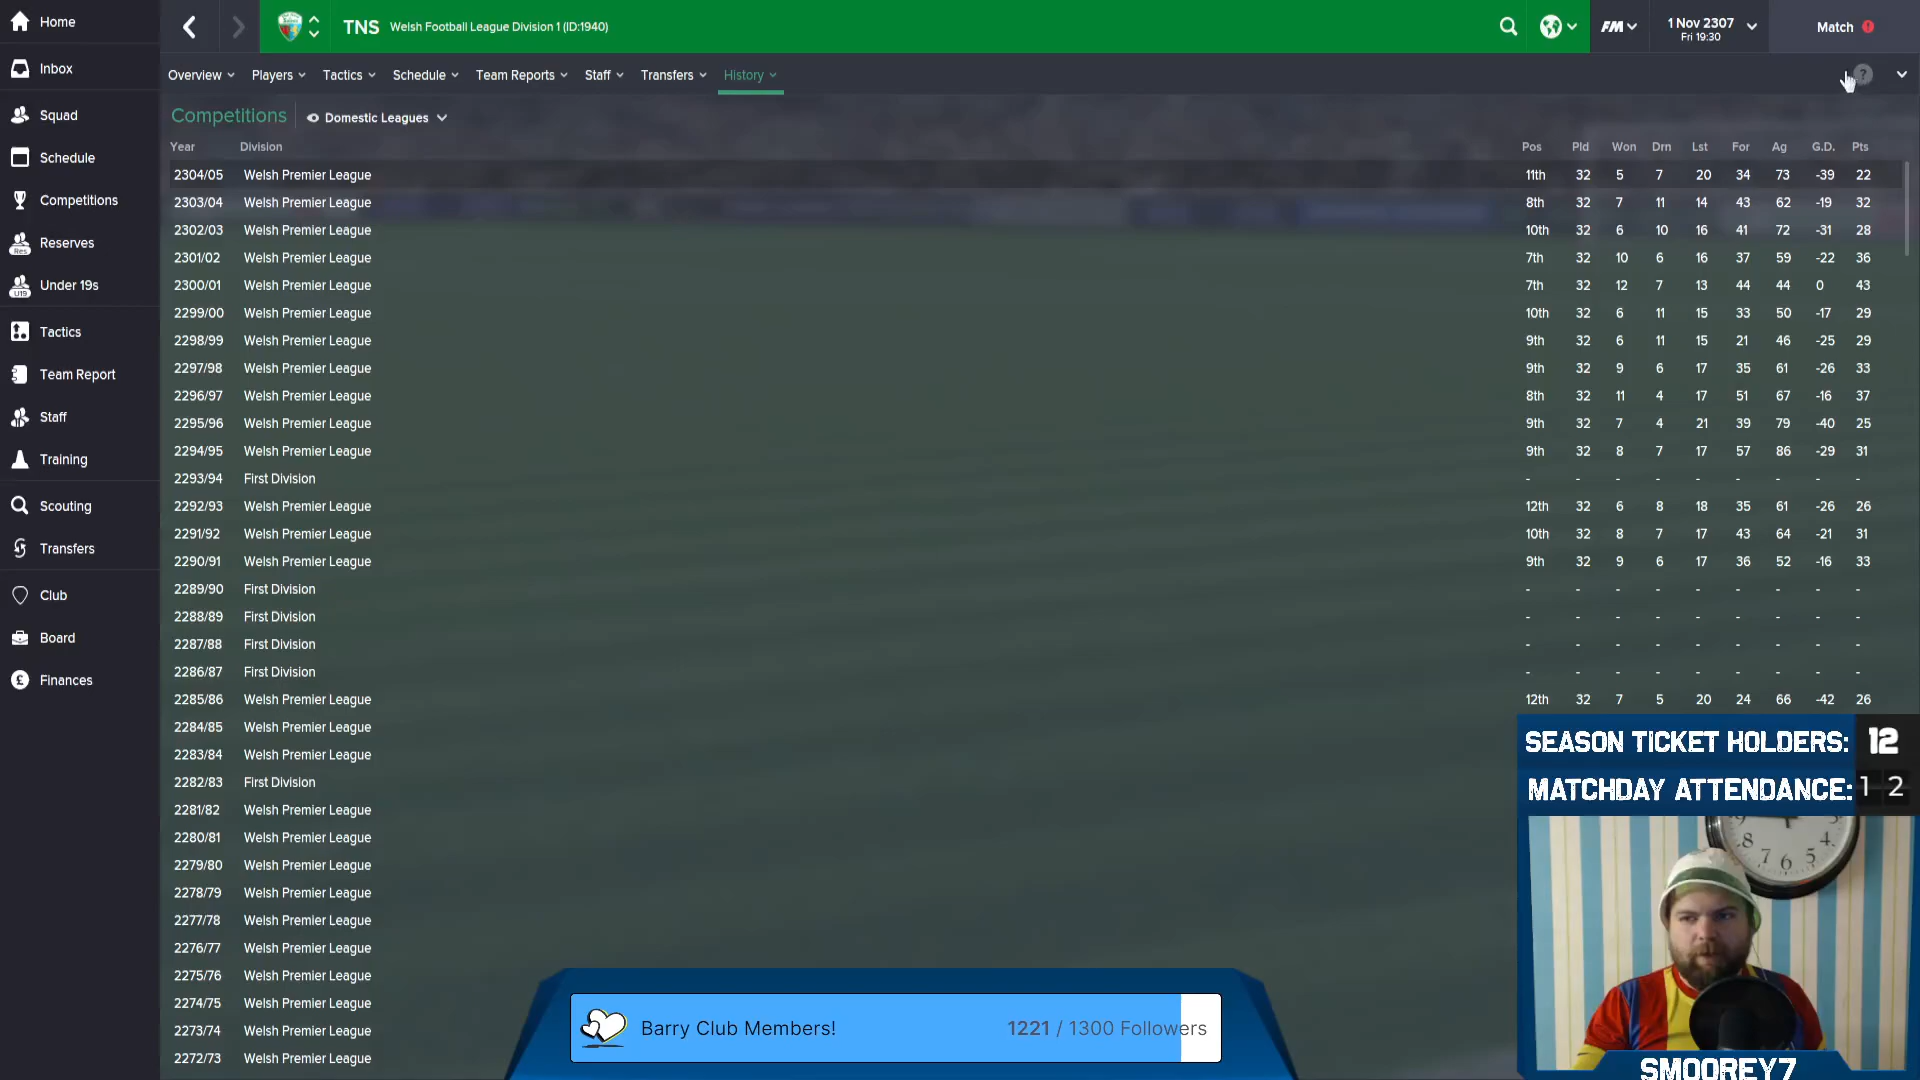 Home
Inbox
Squad
Schedule
Competitions
Reserves
Under 19s
Tactics
Team Report
Staff
Training
Scouting
Transfers
Club
Board
Finances
TNS Welsh Football League Division 1 (ID:1940)
FM
1 Nov 2307
Fri 19:30
Match
Overview Players Tactics Schedule Team Reports Staff Transfers History
?
Competitions Domestic Leagues
Year Division Pos Pld Won Drn Lst For Ag G.D. Pts
2304/05 Welsh Premier League 11th 32 5 7 20 34 73 -39 22
2303/04 Welsh Premier League 8th 32 7 11 14 43 62 -19 32
2302/03 Welsh Premier League 10th 32 6 10 16 41 72 -31 28
2301/02 Welsh Premier League 7th 32 10 6 16 37 59 -22 36
2300/01 Welsh Premier League 7th 32 12 7 13 44 44 0 43
2299/00 Welsh Premier League 10th 32 6 11 15 33 50 -17 29
2298/99 Welsh Premier League 9th 32 6 11 15 21 46 -25 29
2297/98 Welsh Premier League 9th 32 9 6 17 35 61 -26 33
2296/97 Welsh Premier League 8th 32 11 4 17 51 67 -16 37
2295/96 Welsh Premier League 9th 32 7 4 21 39 79 -40 25
2294/95 Welsh Premier League 9th 32 8 7 17 57 86 -29 31
2293/94 First Division - - - - - - - - -
2292/93 Welsh Premier League 12th 32 6 8 18 35 61 -26 26
2291/92 Welsh Premier League 10th 32 8 7 17 43 64 -21 31
2290/91 Welsh Premier League 9th 32 9 6 17 36 52 -16 33
2289/90 First Division - - - - - - - - -
2288/89 First Division - - - - - - - - -
2287/88 First Division - - - - - - - - -
2286/87 First Division - - - - - - - - -
2285/86 Welsh Premier League 12th 32 7 5 20 24 66 -42 26
2284/85 Welsh Premier League
2283/84 Welsh Premier League
2282/83 First Division
2281/82 Welsh Premier League
2280/81 Welsh Premier League
2279/80 Welsh Premier League
2278/79 Welsh Premier League
2277/78 Welsh Premier League
2276/77 Welsh Premier League
2275/76 Welsh Premier League
2274/75 Welsh Premier League
2273/74 Welsh Premier League
2272/73 Welsh Premier League
SEASON TICKET HOLDERS: 12
MATCHDAY ATTENDANCE: 1 2
Barry Club Members! 1221 / 1300 Followers
SMOOREY7